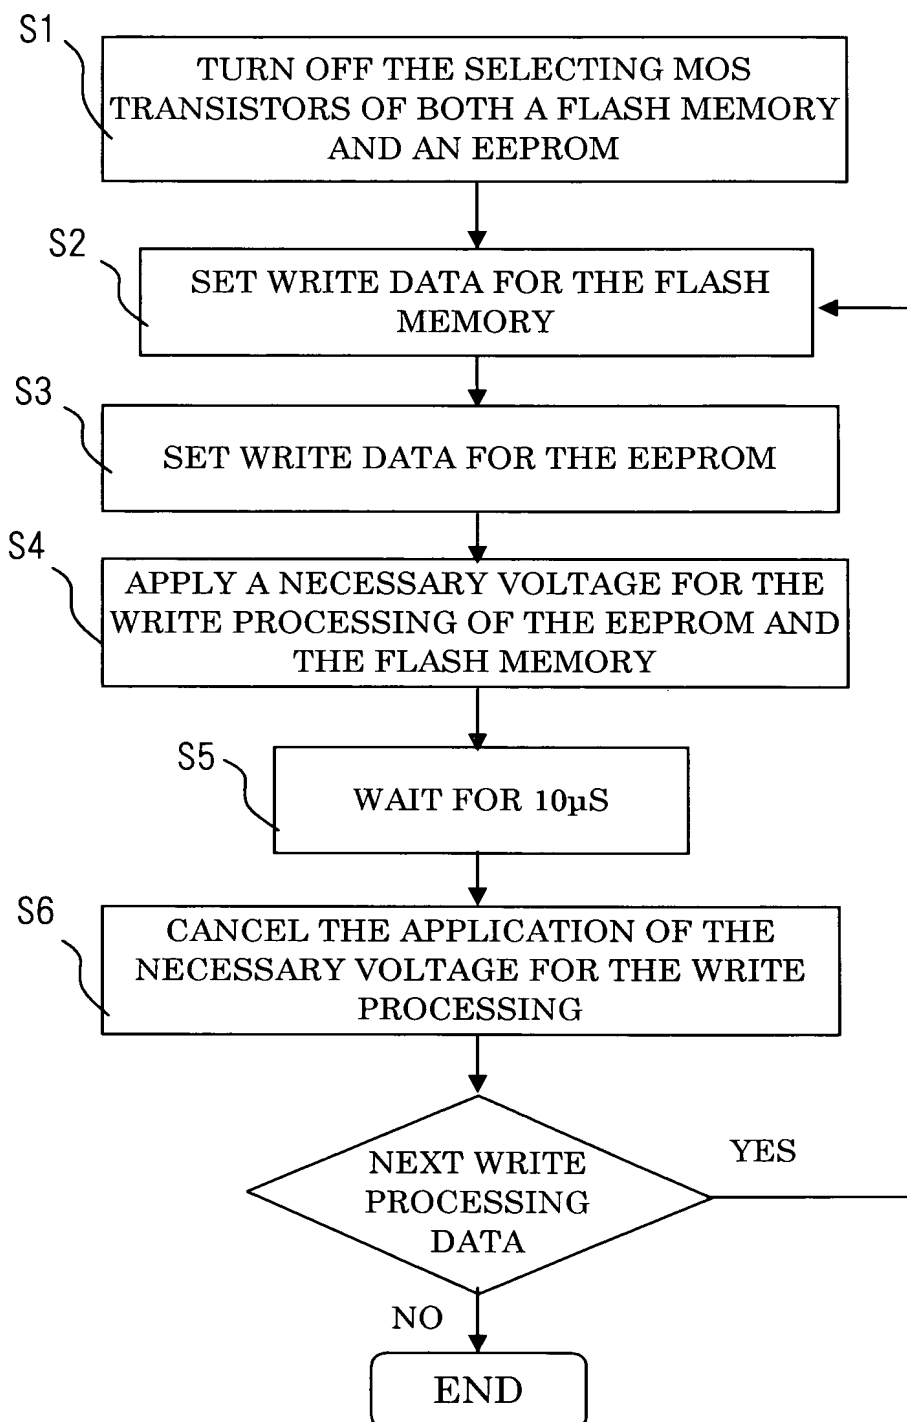 S1
TURN OFF THE SELECTING MOS
TRANSISTORS OF BOTH A FLASH MEMORY
AND AN EEPROM
S2
SET WRITE DATA FOR THE FLASH
MEMORY
S3
SET WRITE DATA FOR THE EEPROM
S4
APPLY A NECESSARY VOLTAGE FOR THE
WRITE PROCESSING OF THE EEPROM AND
THE FLASH MEMORY
S5
WAIT FOR 10µS
S6
CANCEL THE APPLICATION OF THE
NECESSARY VOLTAGE FOR THE WRITE
PROCESSING
NEXT WRITE
PROCESSING
DATA
YES
NO
END